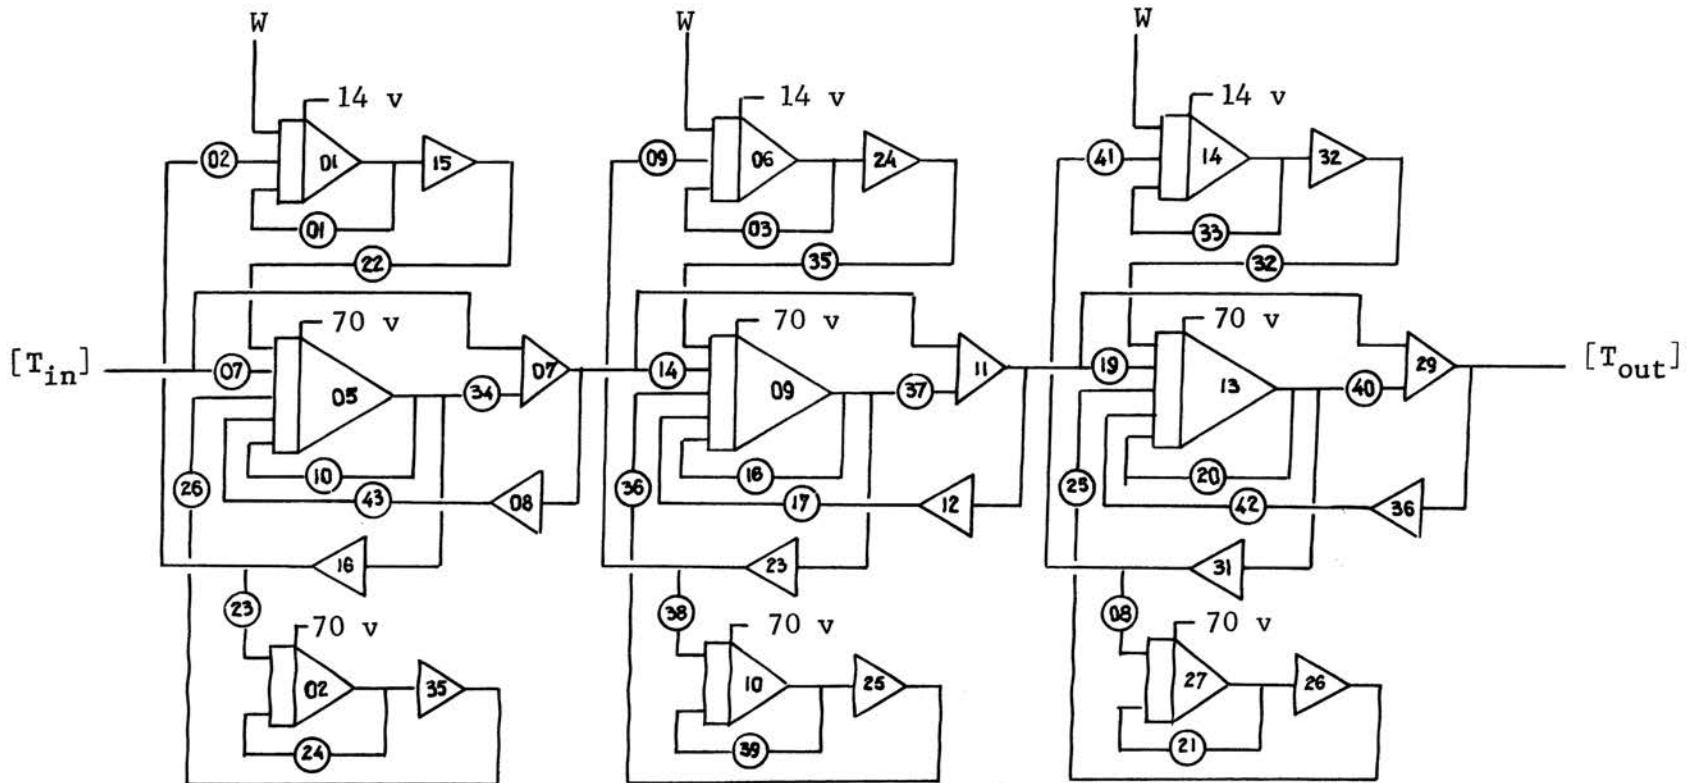 W W W
14 v 14 v 14 v
02 01 15 09 06 24 41 14 32
01 03 33
22 35 32
70 v 70 v 70 v
[T_in] 07 05 34 07 14 09 37 11 19 13 40 29 [T_out]
26 10 36 18 25 20
43 08 17 12 42 36
16 23 31
23 38 08
70 v 70 v 70 v
02 35 10 25 27 26
24 39 21